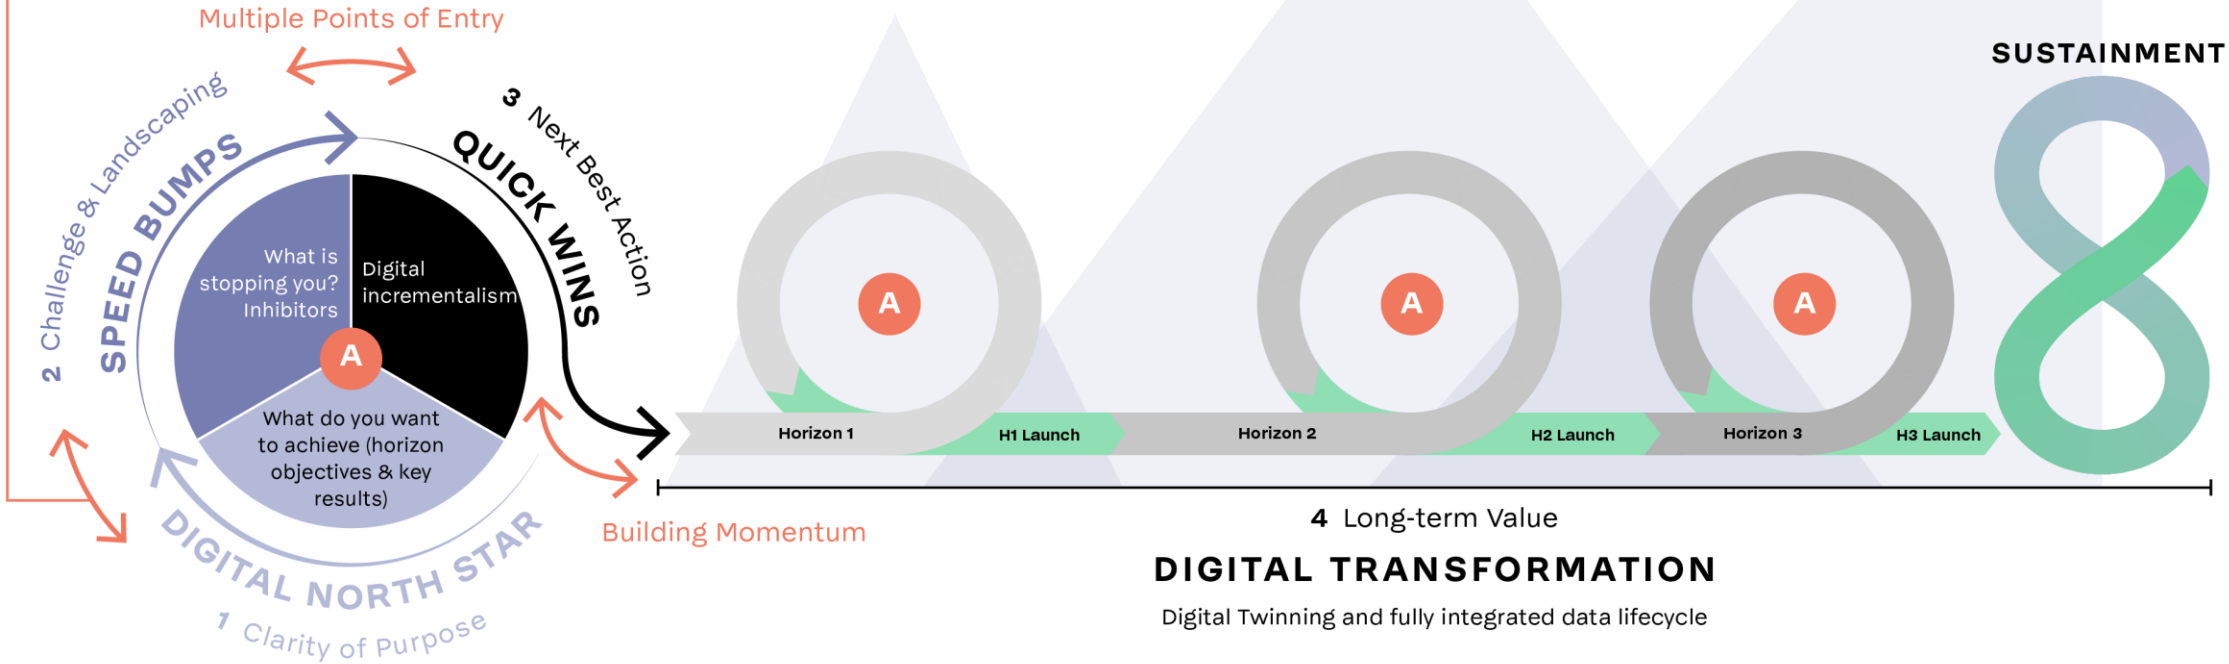 Multiple Points of Entry
2 Challenge & Landscaping
SPEED BUMPS
3 Next Best Action
QUICK WINS
What is
stopping you?
Inhibitors
Digital
incrementalism
A
What do you want
to achieve (horizon
objectives & key
results)
DIGITAL NORTH STAR
1 Clarity of Purpose
Building Momentum
A
A
A
Horizon 1
H1 Launch
Horizon 2
H2 Launch
Horizon 3
H3 Launch
SUSTAINMENT
4 Long-term Value
DIGITAL TRANSFORMATION
Digital Twinning and fully integrated data lifecycle